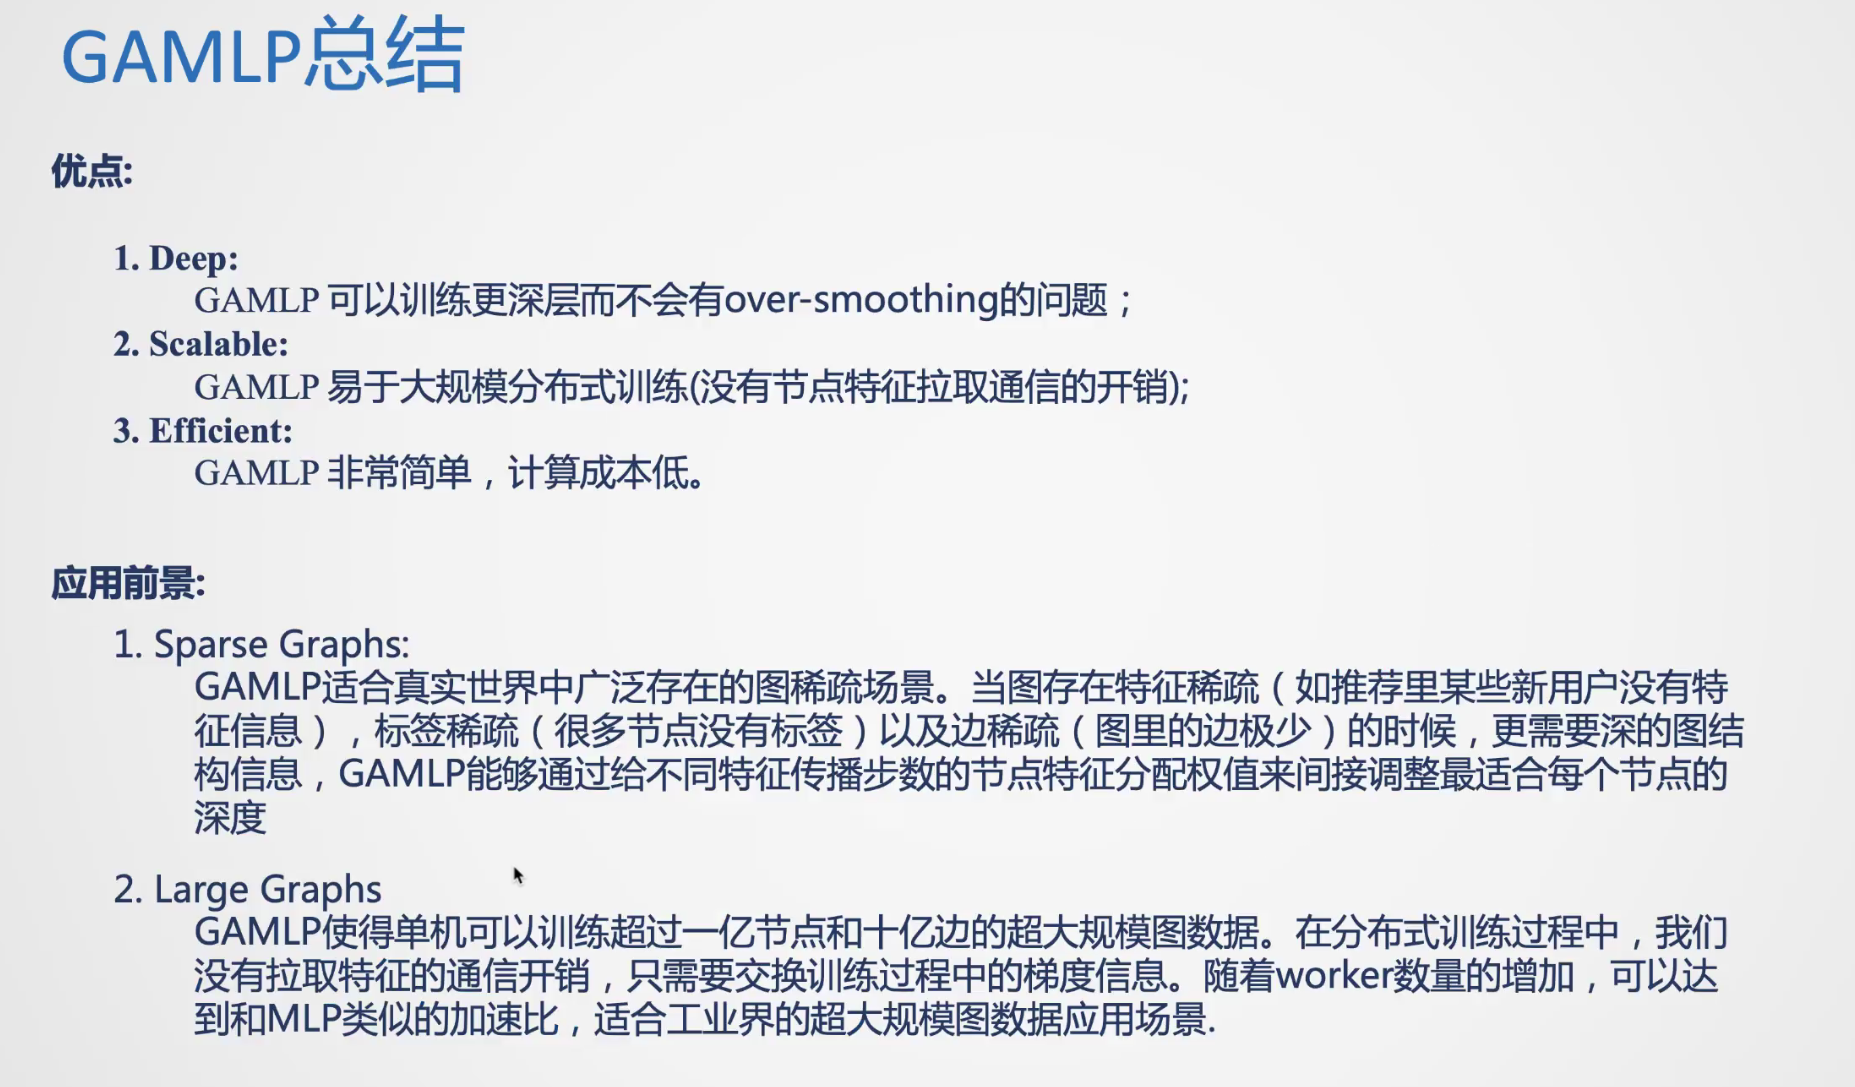 GAMLP总结
优点:
1. Deep:
GAMLP 可以训练更深层而不会有over-smoothing的问题；
2. Scalable:
GAMLP 易于大规模分布式训练(没有节点特征拉取通信的开销);
3. Efficient:
GAMLP 非常简单，计算成本低。
应用前景:
1. Sparse Graphs:
GAMLP适合真实世界中广泛存在的图稀疏场景。当图存在特征稀疏（如推荐里某些新用户没有特
征信息），标签稀疏（很多节点没有标签）以及边稀疏（图里的边极少）的时候，更需要深的图结
构信息，GAMLP能够通过给不同特征传播步数的节点特征分配权值来间接调整最适合每个节点的
深度
2. Large Graphs
GAMLP使得单机可以训练超过一亿节点和十亿边的超大规模图数据。在分布式训练过程中，我们
没有拉取特征的通信开销，只需要交换训练过程中的梯度信息。随着worker数量的增加，可以达
到和MLP类似的加速比，适合工业界的超大规模图数据应用场景.